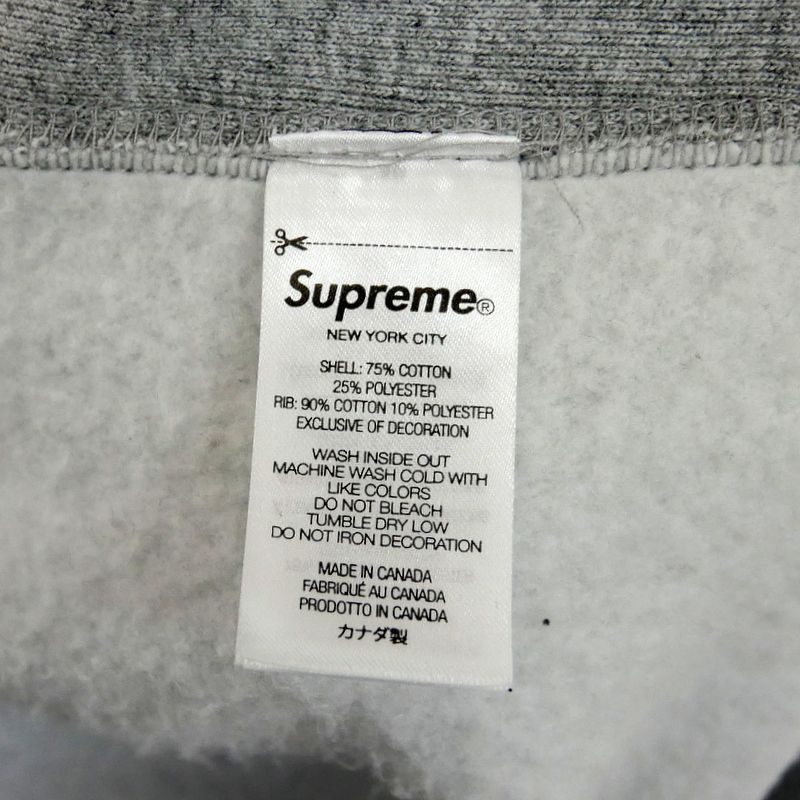 Supreme®
NEW YORK CITY
SHELL: 75% COTTON
25% POLYESTER
RIB: 90% COTTON 10% POLYESTER
EXCLUSIVE OF DECORATION
WASH INSIDE OUT
MACHINE WASH COLD WITH
LIKE COLORS
DO NOT BLEACH
TUMBLE DRY LOW
DO NOT IRON DECORATION
MADE IN CANADA
FABRIQUÉ AU CANADA
PRODOTTO IN CANADA
カナダ製